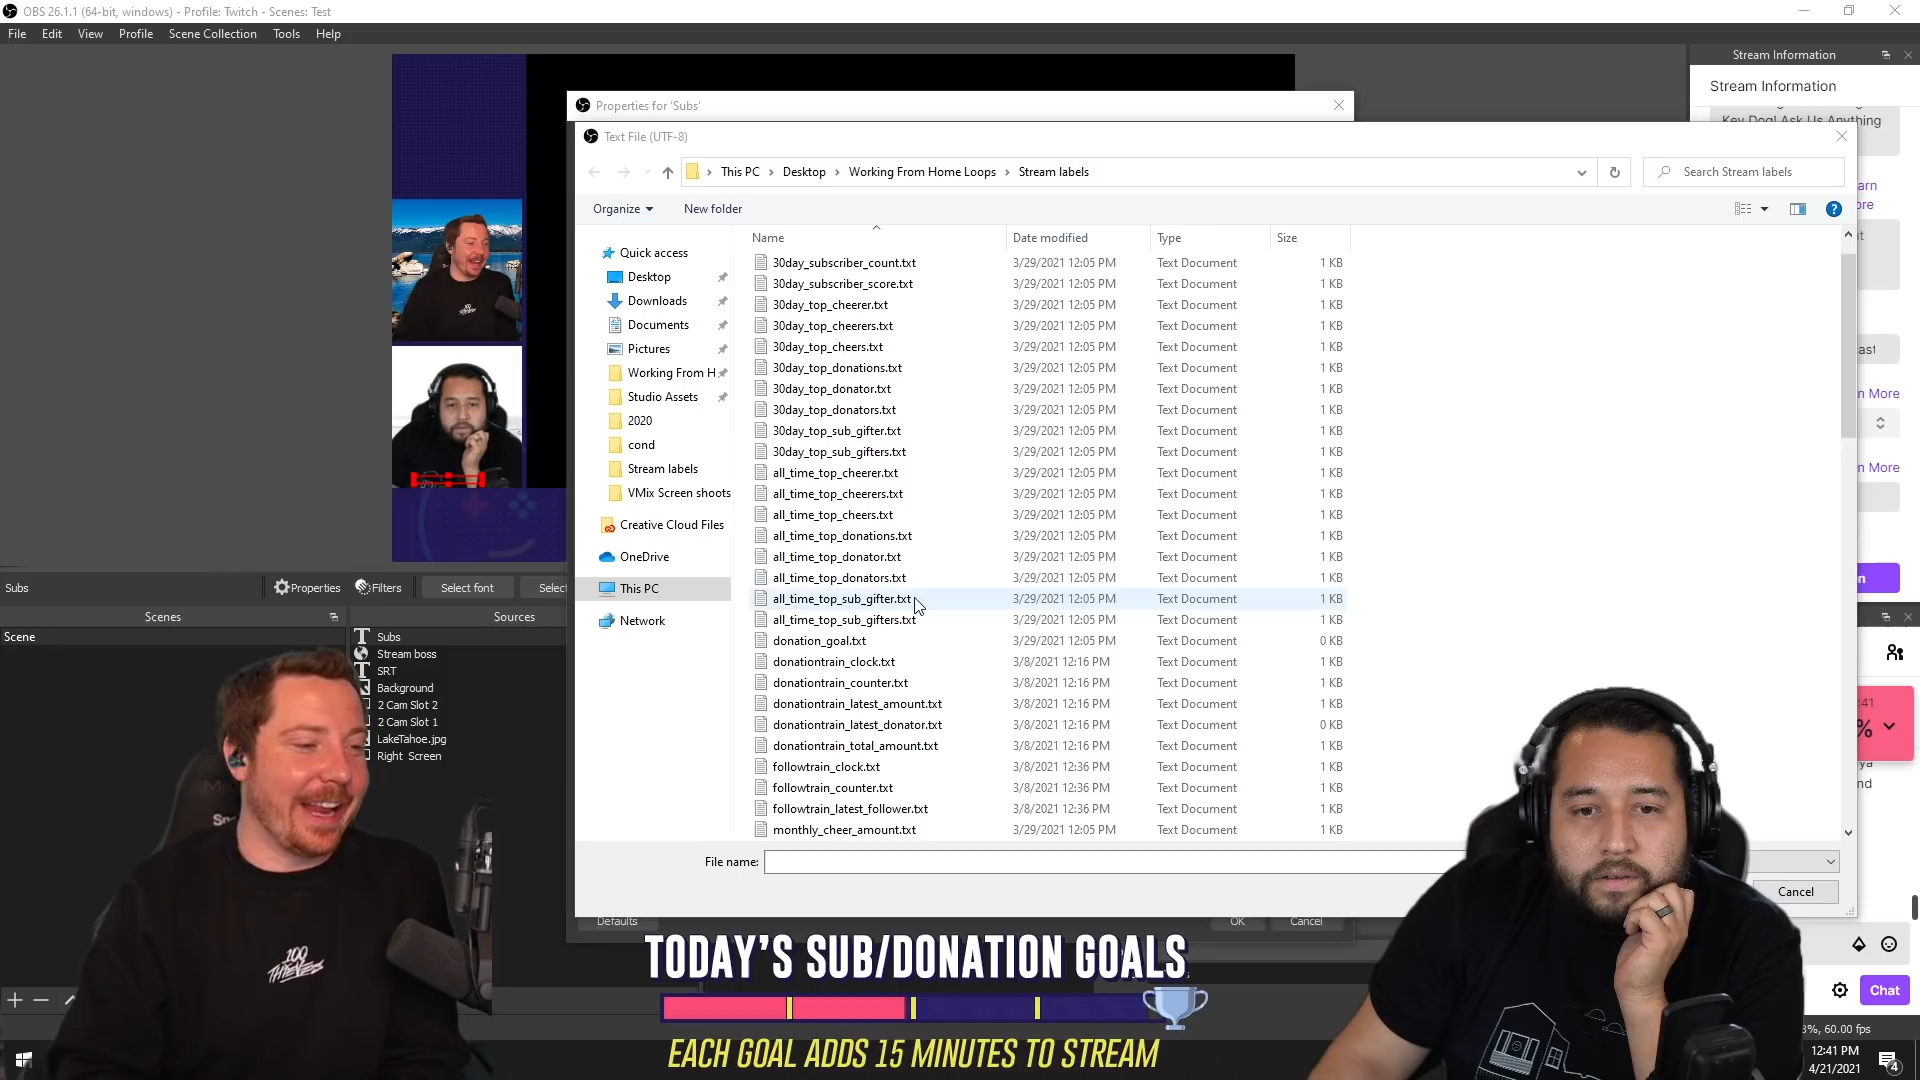 OBS 26.1.1 (64-bit, windows) - Profile: Twitch - Scenes: Test
File Edit View Profile Scene Collection Tools Help
Stream Information
Stream Information
Key Dog! Ask Us Anything
Properties for 'Subs'
Text File (UTF-8)
This PC › Desktop › Working From Home Loops › Stream labels
Search Stream labels
Organize New folder
Name Date modified Type Size
Quick access
Desktop
Downloads
Documents
Pictures
Working From H
Studio Assets
2020
cond
Stream labels
VMix Screen shoots
Creative Cloud Files
OneDrive
This PC
Network
30day_subscriber_count.txt 3/29/2021 12:05 PM Text Document 1 KB
30day_subscriber_score.txt 3/29/2021 12:05 PM Text Document 1 KB
30day_top_cheerer.txt 3/29/2021 12:05 PM Text Document 1 KB
30day_top_cheerers.txt 3/29/2021 12:05 PM Text Document 1 KB
30day_top_cheers.txt 3/29/2021 12:05 PM Text Document 1 KB
30day_top_donations.txt 3/29/2021 12:05 PM Text Document 1 KB
30day_top_donator.txt 3/29/2021 12:05 PM Text Document 1 KB
30day_top_donators.txt 3/29/2021 12:05 PM Text Document 1 KB
30day_top_sub_gifter.txt 3/29/2021 12:05 PM Text Document 1 KB
30day_top_sub_gifters.txt 3/29/2021 12:05 PM Text Document 1 KB
all_time_top_cheerer.txt 3/29/2021 12:05 PM Text Document 1 KB
all_time_top_cheerers.txt 3/29/2021 12:05 PM Text Document 1 KB
all_time_top_cheers.txt 3/29/2021 12:05 PM Text Document 1 KB
all_time_top_donations.txt 3/29/2021 12:05 PM Text Document 1 KB
all_time_top_donator.txt 3/29/2021 12:05 PM Text Document 1 KB
all_time_top_donators.txt 3/29/2021 12:05 PM Text Document 1 KB
all_time_top_sub_gifter.txt 3/29/2021 12:05 PM Text Document 1 KB
all_time_top_sub_gifters.txt 3/29/2021 12:05 PM Text Document 1 KB
donation_goal.txt 3/29/2021 12:05 PM Text Document 0 KB
donationtrain_clock.txt 3/8/2021 12:16 PM Text Document 1 KB
donationtrain_counter.txt 3/8/2021 12:16 PM Text Document 1 KB
donationtrain_latest_amount.txt 3/8/2021 12:16 PM Text Document 1 KB
donationtrain_latest_donator.txt 3/8/2021 12:16 PM Text Document 0 KB
donationtrain_total_amount.txt 3/8/2021 12:16 PM Text Document 1 KB
followtrain_clock.txt 3/8/2021 12:36 PM Text Document 1 KB
followtrain_counter.txt 3/8/2021 12:36 PM Text Document 1 KB
followtrain_latest_follower.txt 3/8/2021 12:36 PM Text Document 1 KB
monthly_cheer_amount.txt 3/29/2021 12:05 PM Text Document 1 KB
File name:
Cancel
Defaults OK Cancel
Subs Properties Filters Select font Select
Scenes Sources
Scene
Subs
Stream boss
SRT
Background
2 Cam Slot 2
2 Cam Slot 1
LakeTahoe.jpg
Right Screen
100
THIEVES
TODAY'S SUB/DONATION GOALS
EACH GOAL ADDS 15 MINUTES TO STREAM
More
More
:41
%
Chat
3%, 60.00 fps
12:41 PM
4/21/2021
4